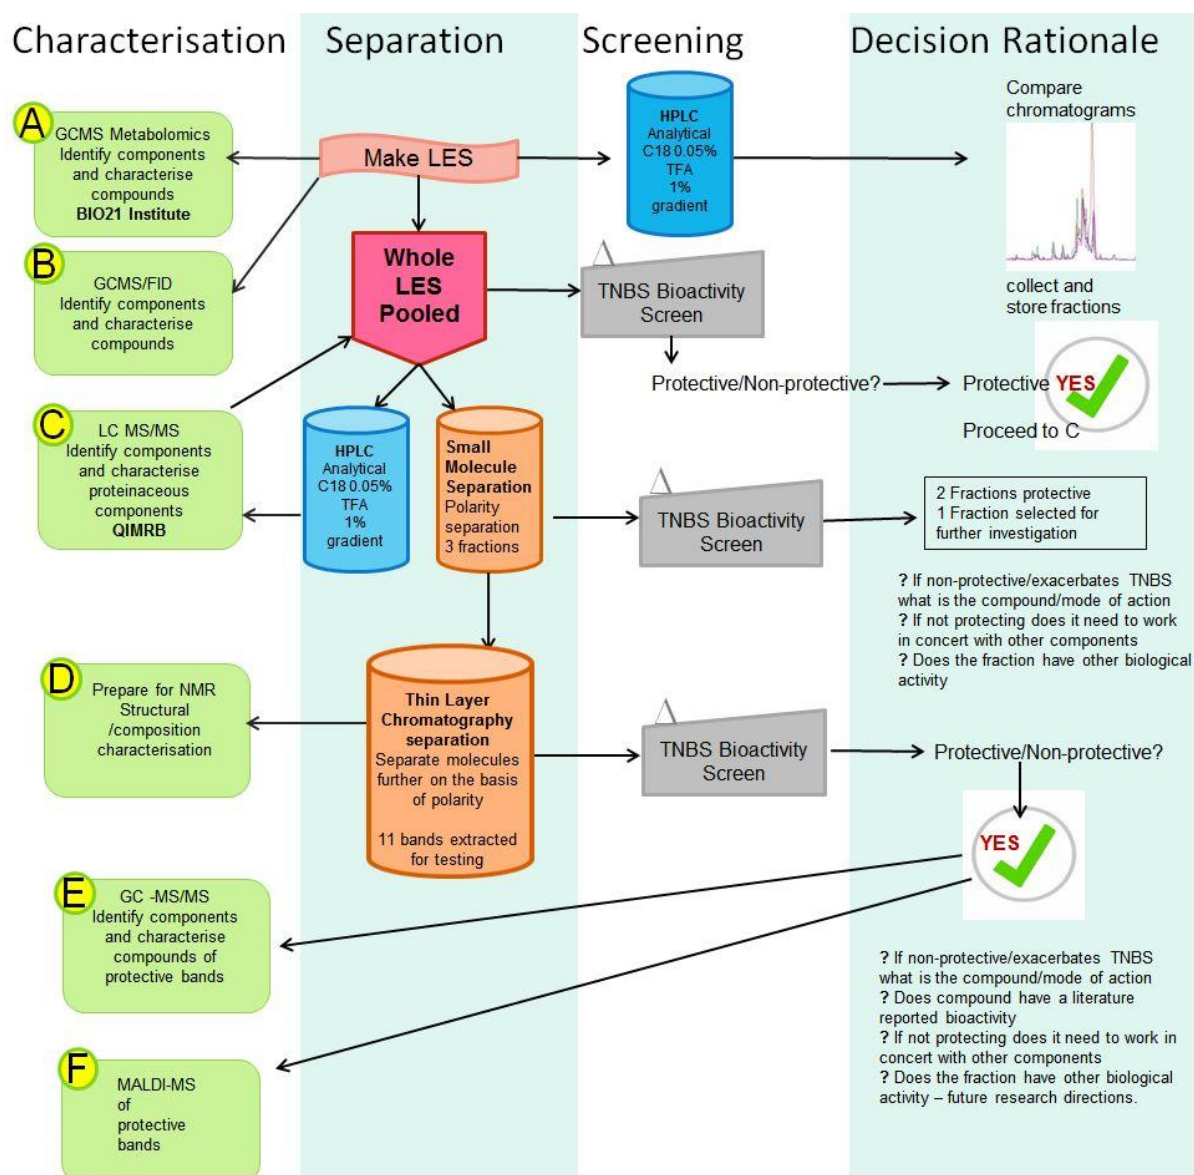 Characterisation
Separation
Screening
Decision Rationale
A
GCMS Metabolomics
Identify components
and characterise
compounds
BIO21 Institute
Make LES
HPLC
Analytical
C18 0.05%
TFA
1%
gradient
Compare
chromatograms
collect and
store fractions
B
GCMS/FID
Identify components
and characterise
compounds
Whole
LES
Pooled
TNBS Bioactivity
Screen
Protective/Non-protective?
Protective YES
Proceed to C
C
LC MS/MS
Identify components
and characterise
proteinaceous
components
QIMRB
HPLC
Analytical
C18 0.05%
TFA
1%
gradient
Small
Molecule
Separation
Polarity
separation
3 fractions
TNBS Bioactivity
Screen
2 Fractions protective
1 Fraction selected for
further investigation
? If non-protective/exacerbates TNBS
what is the compound/mode of action
? If not protecting does it need to work
in concert with other components
? Does the fraction have other biological
activity
D
Prepare for NMR
Structural
/composition
characterisation
Thin Layer
Chromatography
separation
Separate molecules
further on the basis
of polarity
11 bands extracted
for testing
TNBS Bioactivity
Screen
Protective/Non-protective?
YES
E
GC -MS/MS
Identify components
and characterise
compounds of
protective bands
? If non-protective/exacerbates TNBS
what is the compound/mode of action
? Does compound have a literature
reported bioactivity
? If not protecting does it need to work in
concert with other components
? Does the fraction have other biological
activity – future research directions.
F
MALDI-MS
of
protective
bands